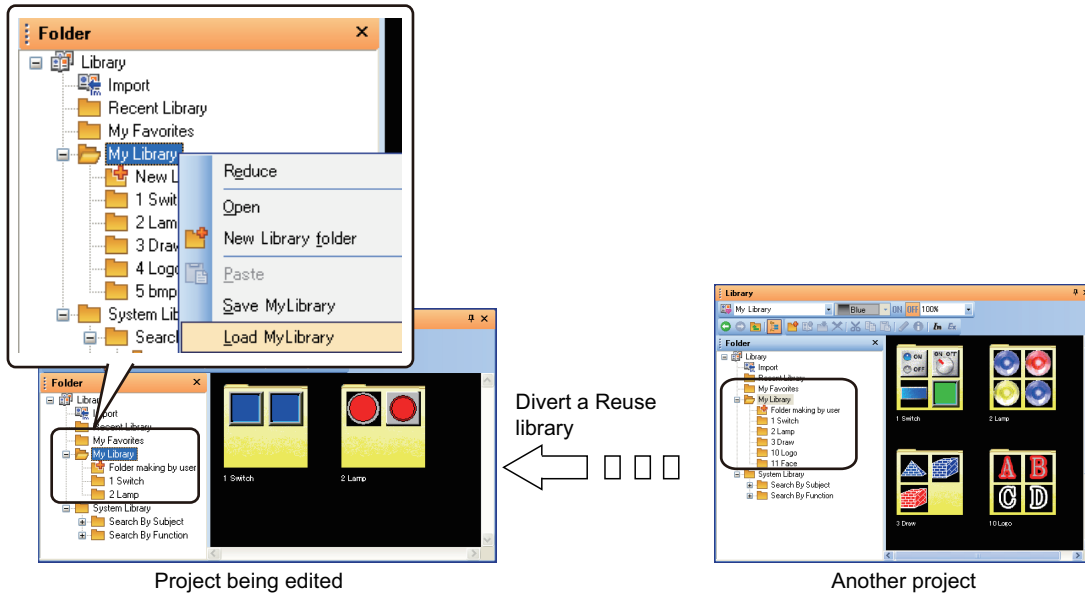 Folder
Library
Import
Recent Library
My Favorites
My Library
New L
1 Swit
2 Lam
3 Draw
4 Logo
5 bmp
System Lib
Search
Reduce
Open
New Library folder
Paste
Save MyLibrary
Load MyLibrary
Folder
Library
Import
Recent Library
My Favorites
My Library
Folder making by user
1 Switch
2 Lamp
System Library
Search By Subject
Search By Function
1 Switch
2 Lamp
Project being edited
Divert a Reuse
library
Library
My Library Blue ON OFF 100%
In Ex
Folder
Library
Import
Recent Library
My Favorites
My Library
Folder making by user
1 Switch
2 Lamp
3 Draw
10 Logo
11 Face
System Library
Search By Subject
Search By Function
ON
OFF
ON OFF
1 Switch
2 Lamp
A B
C D
3 Draw
10 Logo
Another project